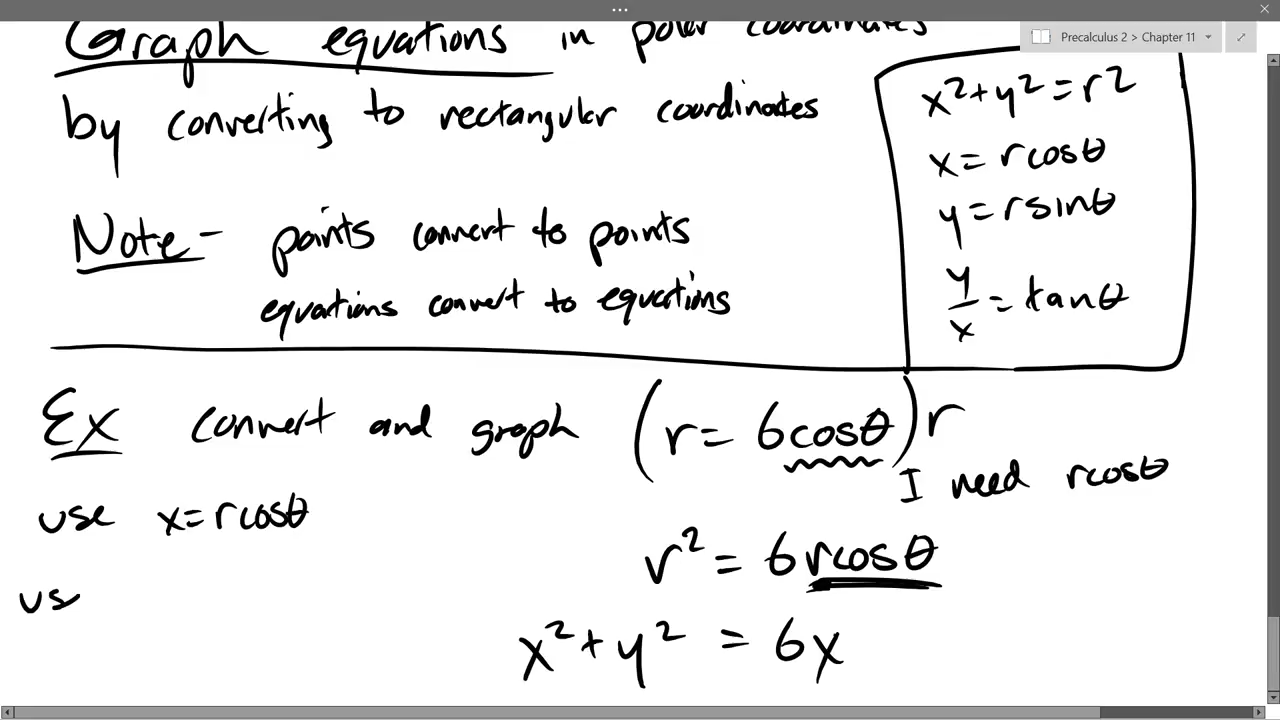 Precalculus 2 > Chapter 11
Graph equations in polar coordinates
by converting to rectangular coordinates
x²+y²=r²
x=rcosθ
y=rsinθ
y/x=tanθ
Note- points convert to points
equations convert to equations
Ex convert and graph (r=6cosθ)r
I need rcosθ
use x=rcosθ
r²=6rcosθ
us
x²+y²=6x